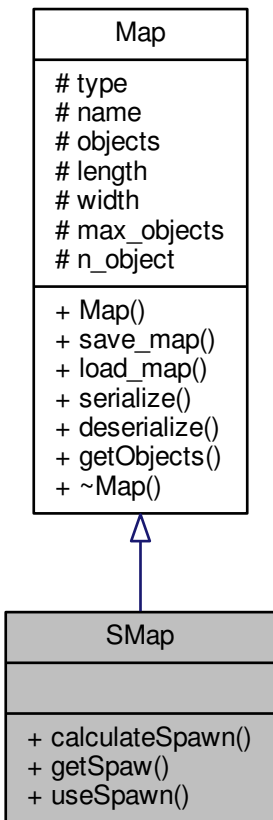 Map
# type
# name
# objects
# length
# width
# max_objects
# n_object
+ Map()
+ save_map()
+ load_map()
+ serialize()
+ deserialize()
+ getObjects()
+ ~Map()
SMap
+ calculateSpawn()
+ getSpaw()
+ useSpawn()